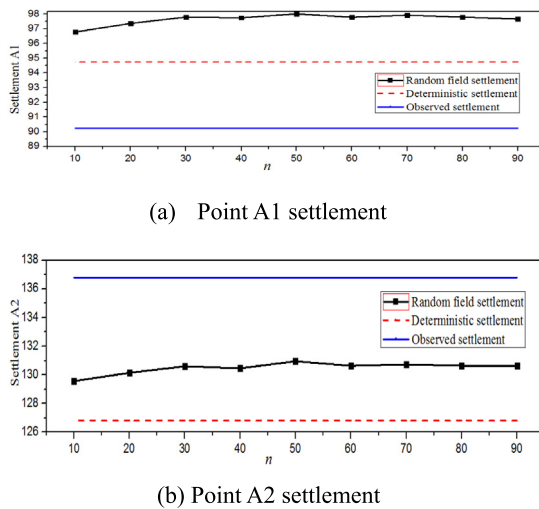 98
97
96
95
94
93
92
91
90
89
Settlement A1
Random field settlement
Deterministic settlement
Observed settlement
10 20 30 40 50 60 70 80 90
n
(a) Point A1 settlement
138
136
134
132
130
128
126
Settlement A2
Random field settlement
Deterministic settlement
Observed settlement
10 20 30 40 50 60 70 80 90
n
(b) Point A2 settlement